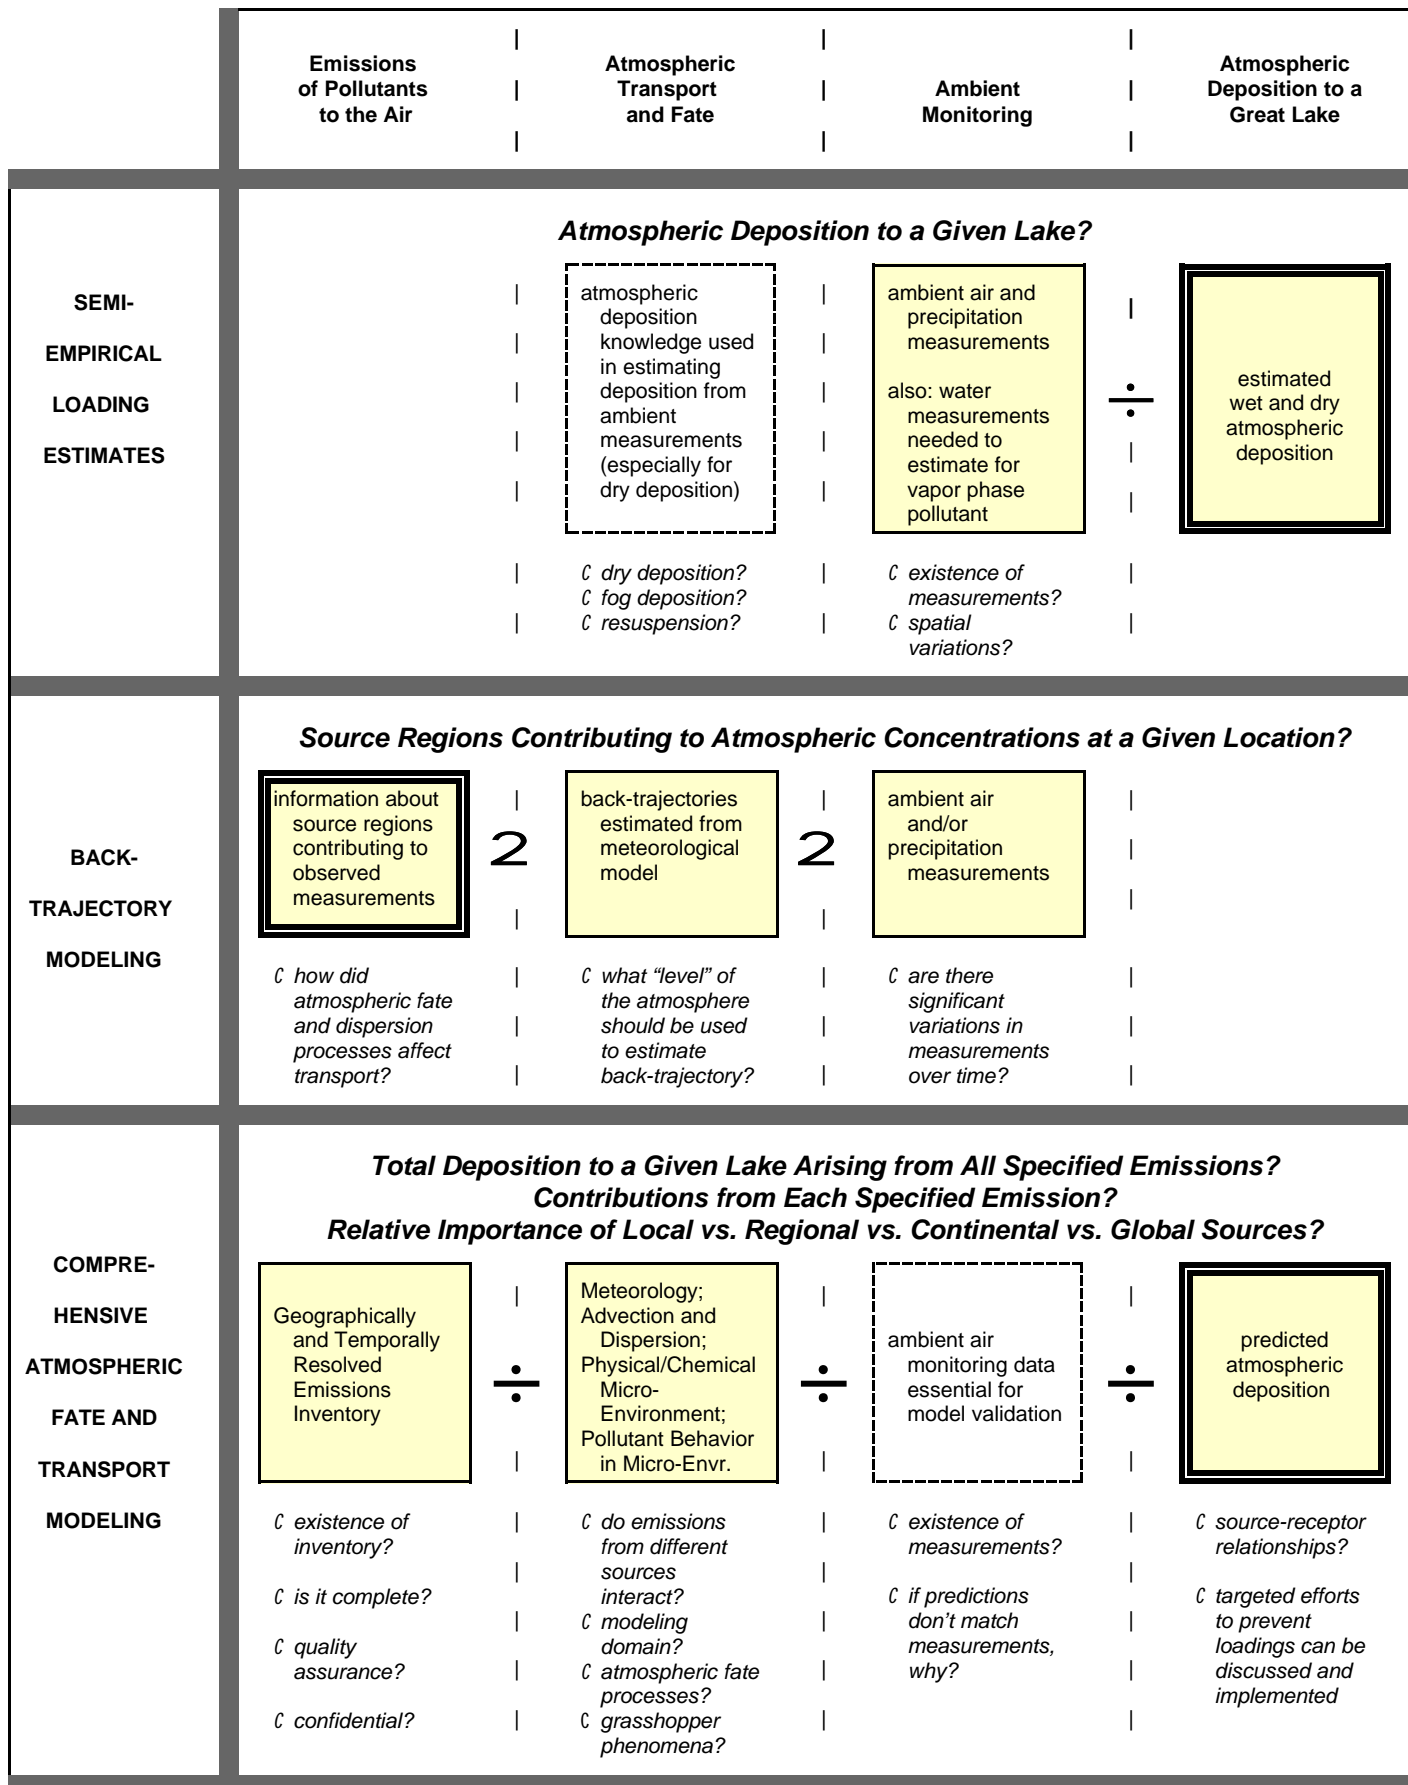 Emissions
of Pollutants
to the Air
Atmospheric
Transport
and Fate
Ambient
Monitoring
Atmospheric
Deposition to a
Great Lake
SEMI-
EMPIRICAL
LOADING
ESTIMATES
Atmospheric Deposition to a Given Lake?
atmospheric
deposition
knowledge used
in estimating
deposition from
ambient
measurements
(especially for
dry deposition)
ambient air and
precipitation
measurements
also: water
measurements
needed to
estimate for
vapor phase
pollutant
÷
estimated
wet and dry
atmospheric
deposition
C dry deposition?
C fog deposition?
C resuspension?
C existence of
measurements?
C spatial
variations?
BACK-
TRAJECTORY
MODELING
Source Regions Contributing to Atmospheric Concentrations at a Given Location?
information about
source regions
contributing to
observed
measurements
2
back-trajectories
estimated from
meteorological
model
2
ambient air
and/or
precipitation
measurements
C how did
atmospheric fate
and dispersion
processes affect
transport?
C what “level” of
the atmosphere
should be used
to estimate
back-trajectory?
C are there
significant
variations in
measurements
over time?
COMPRE-
HENSIVE
ATMOSPHERIC
FATE AND
TRANSPORT
MODELING
Total Deposition to a Given Lake Arising from All Specified Emissions?
Contributions from Each Specified Emission?
Relative Importance of Local vs. Regional vs. Continental vs. Global Sources?
Geographically
and Temporally
Resolved
Emissions
Inventory
÷
Meteorology;
Advection and
Dispersion;
Physical/Chemical
Micro-
Environment;
Pollutant Behavior
in Micro-Envr.
÷
ambient air
monitoring data
essential for
model validation
÷
predicted
atmospheric
deposition
C existence of
inventory?
C is it complete?
C quality
assurance?
C confidential?
C do emissions
from different
sources
interact?
C modeling
domain?
C atmospheric fate
processes?
C grasshopper
phenomena?
C existence of
measurements?
C if predictions
don’t match
measurements,
why?
C source-receptor
relationships?
C targeted efforts
to prevent
loadings can be
discussed and
implemented